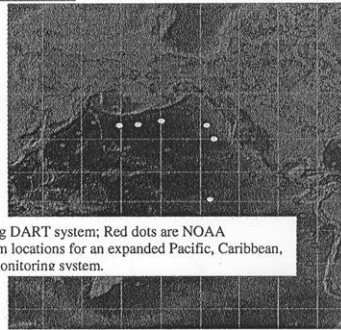 g DART system; Red dots are NOAA
n locations for an expanded Pacific, Caribbean,
onitoring system.